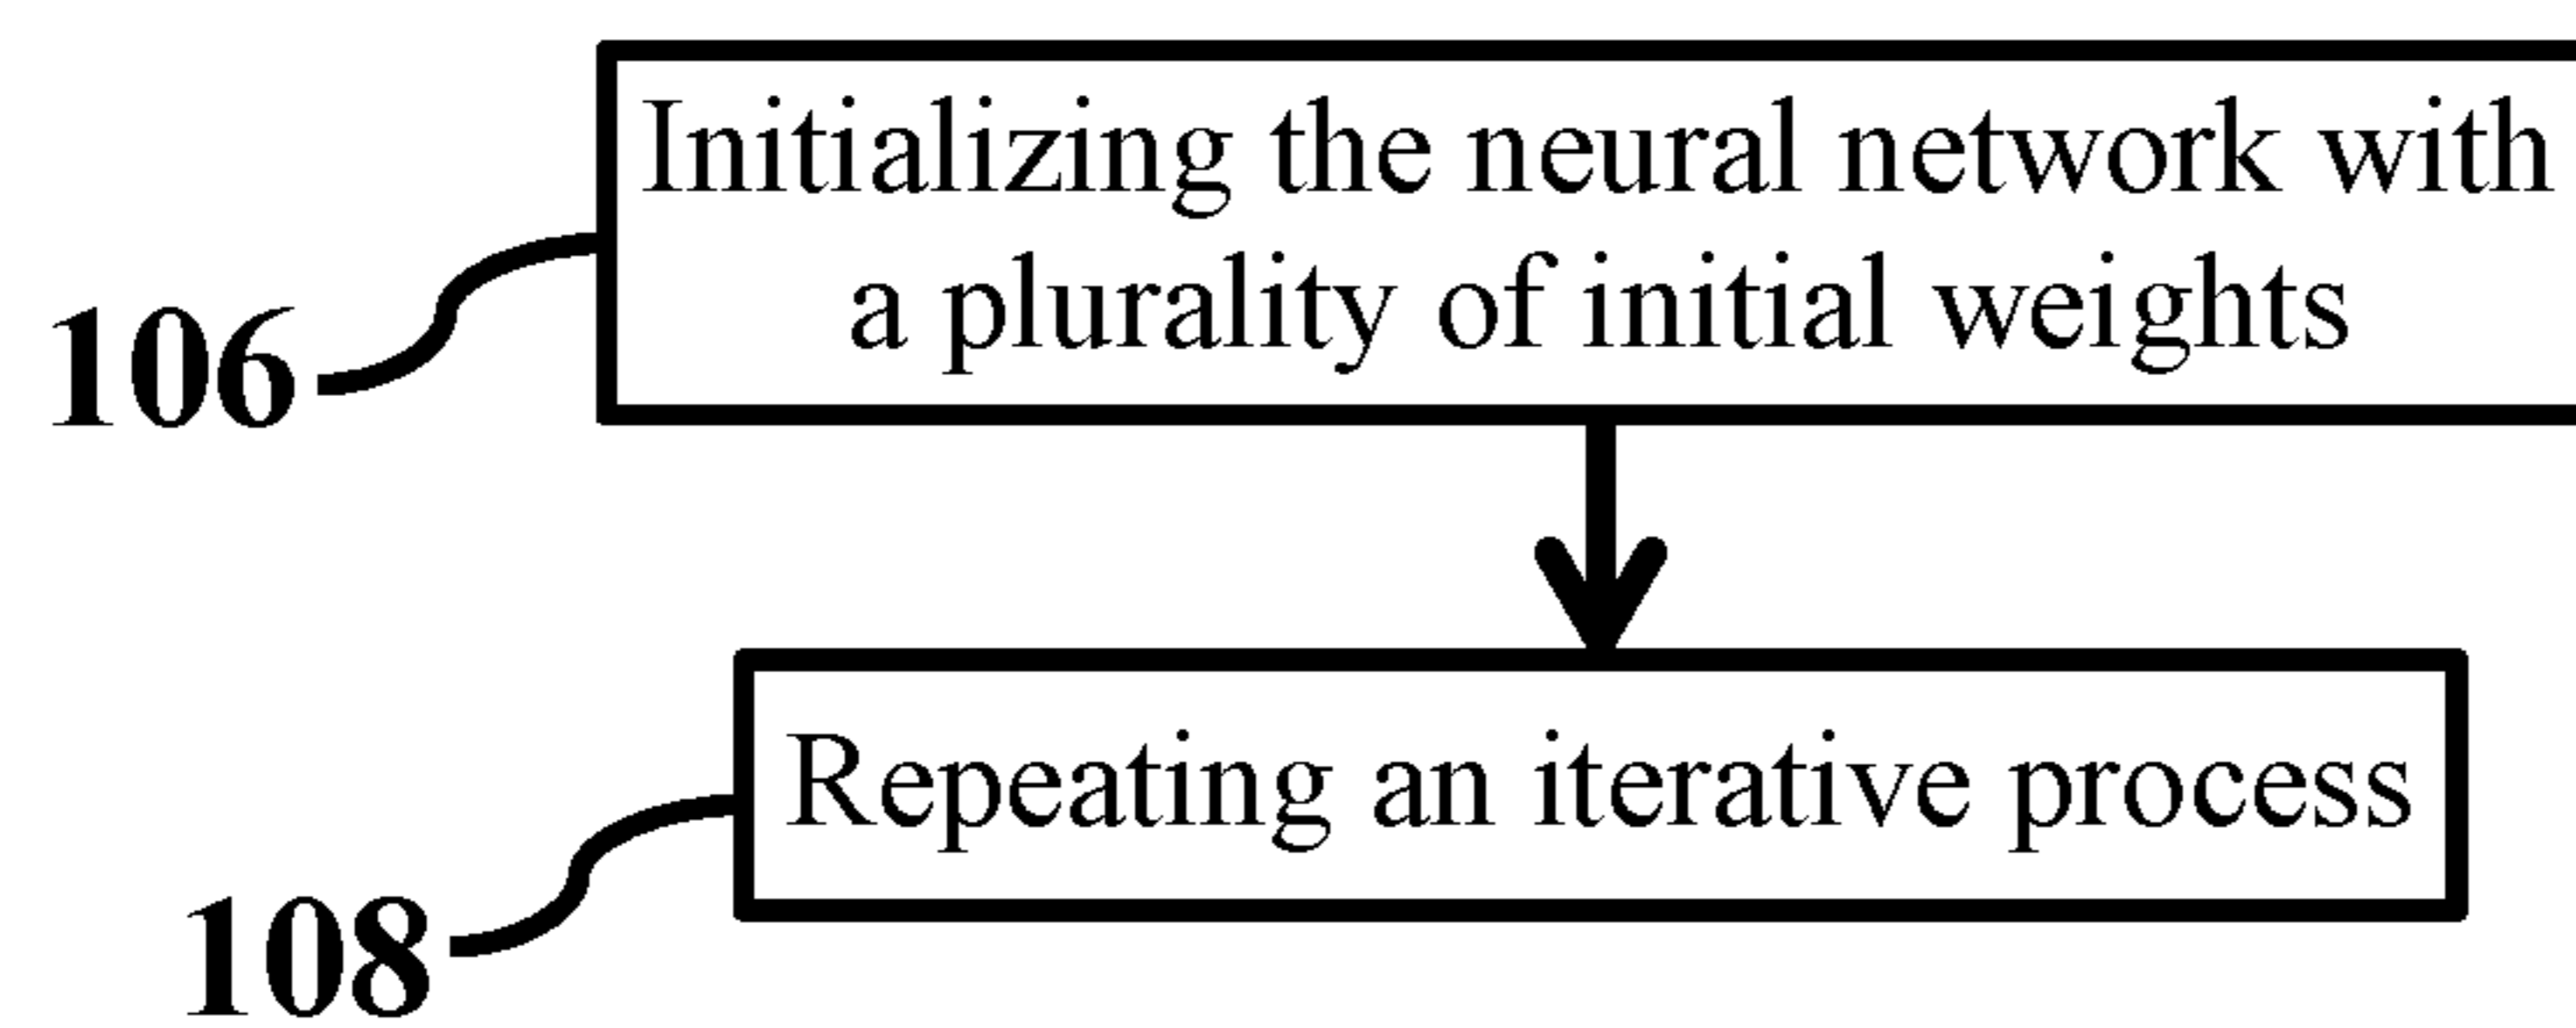 Initializing the neural network with
a plurality of initial weights
106
Repeating an iterative process
108